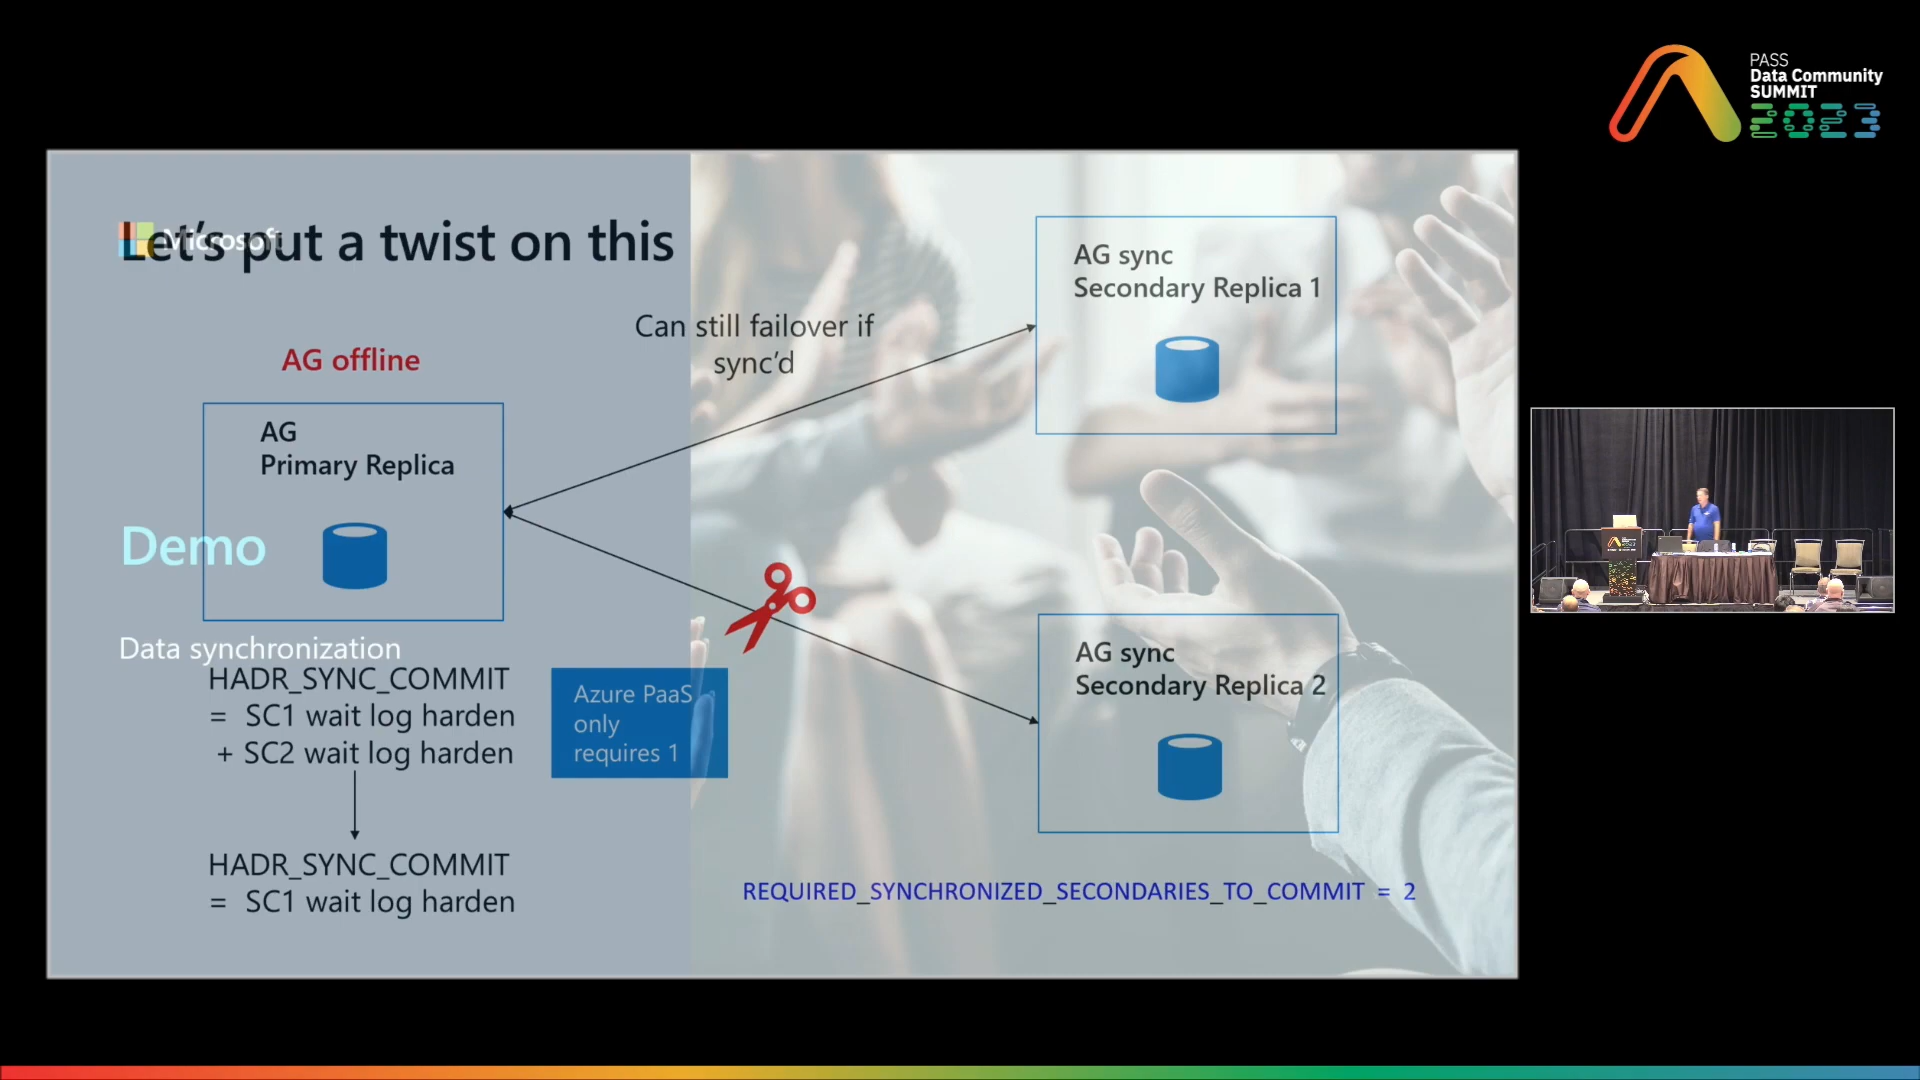 PASS
Data Community
SUMMIT
2023
Microsoft
Let's put a twist on this
Can still failover if
sync'd
AG sync
Secondary Replica 1
AG offline
AG
Primary Replica
Demo
Data synchronization
HADR_SYNC_COMMIT
= SC1 wait log harden
+ SC2 wait log harden
Azure PaaS
only
requires 1
AG sync
Secondary Replica 2
HADR_SYNC_COMMIT
= SC1 wait log harden
REQUIRED_SYNCHRONIZED_SECONDARIES_TO_COMMIT = 2